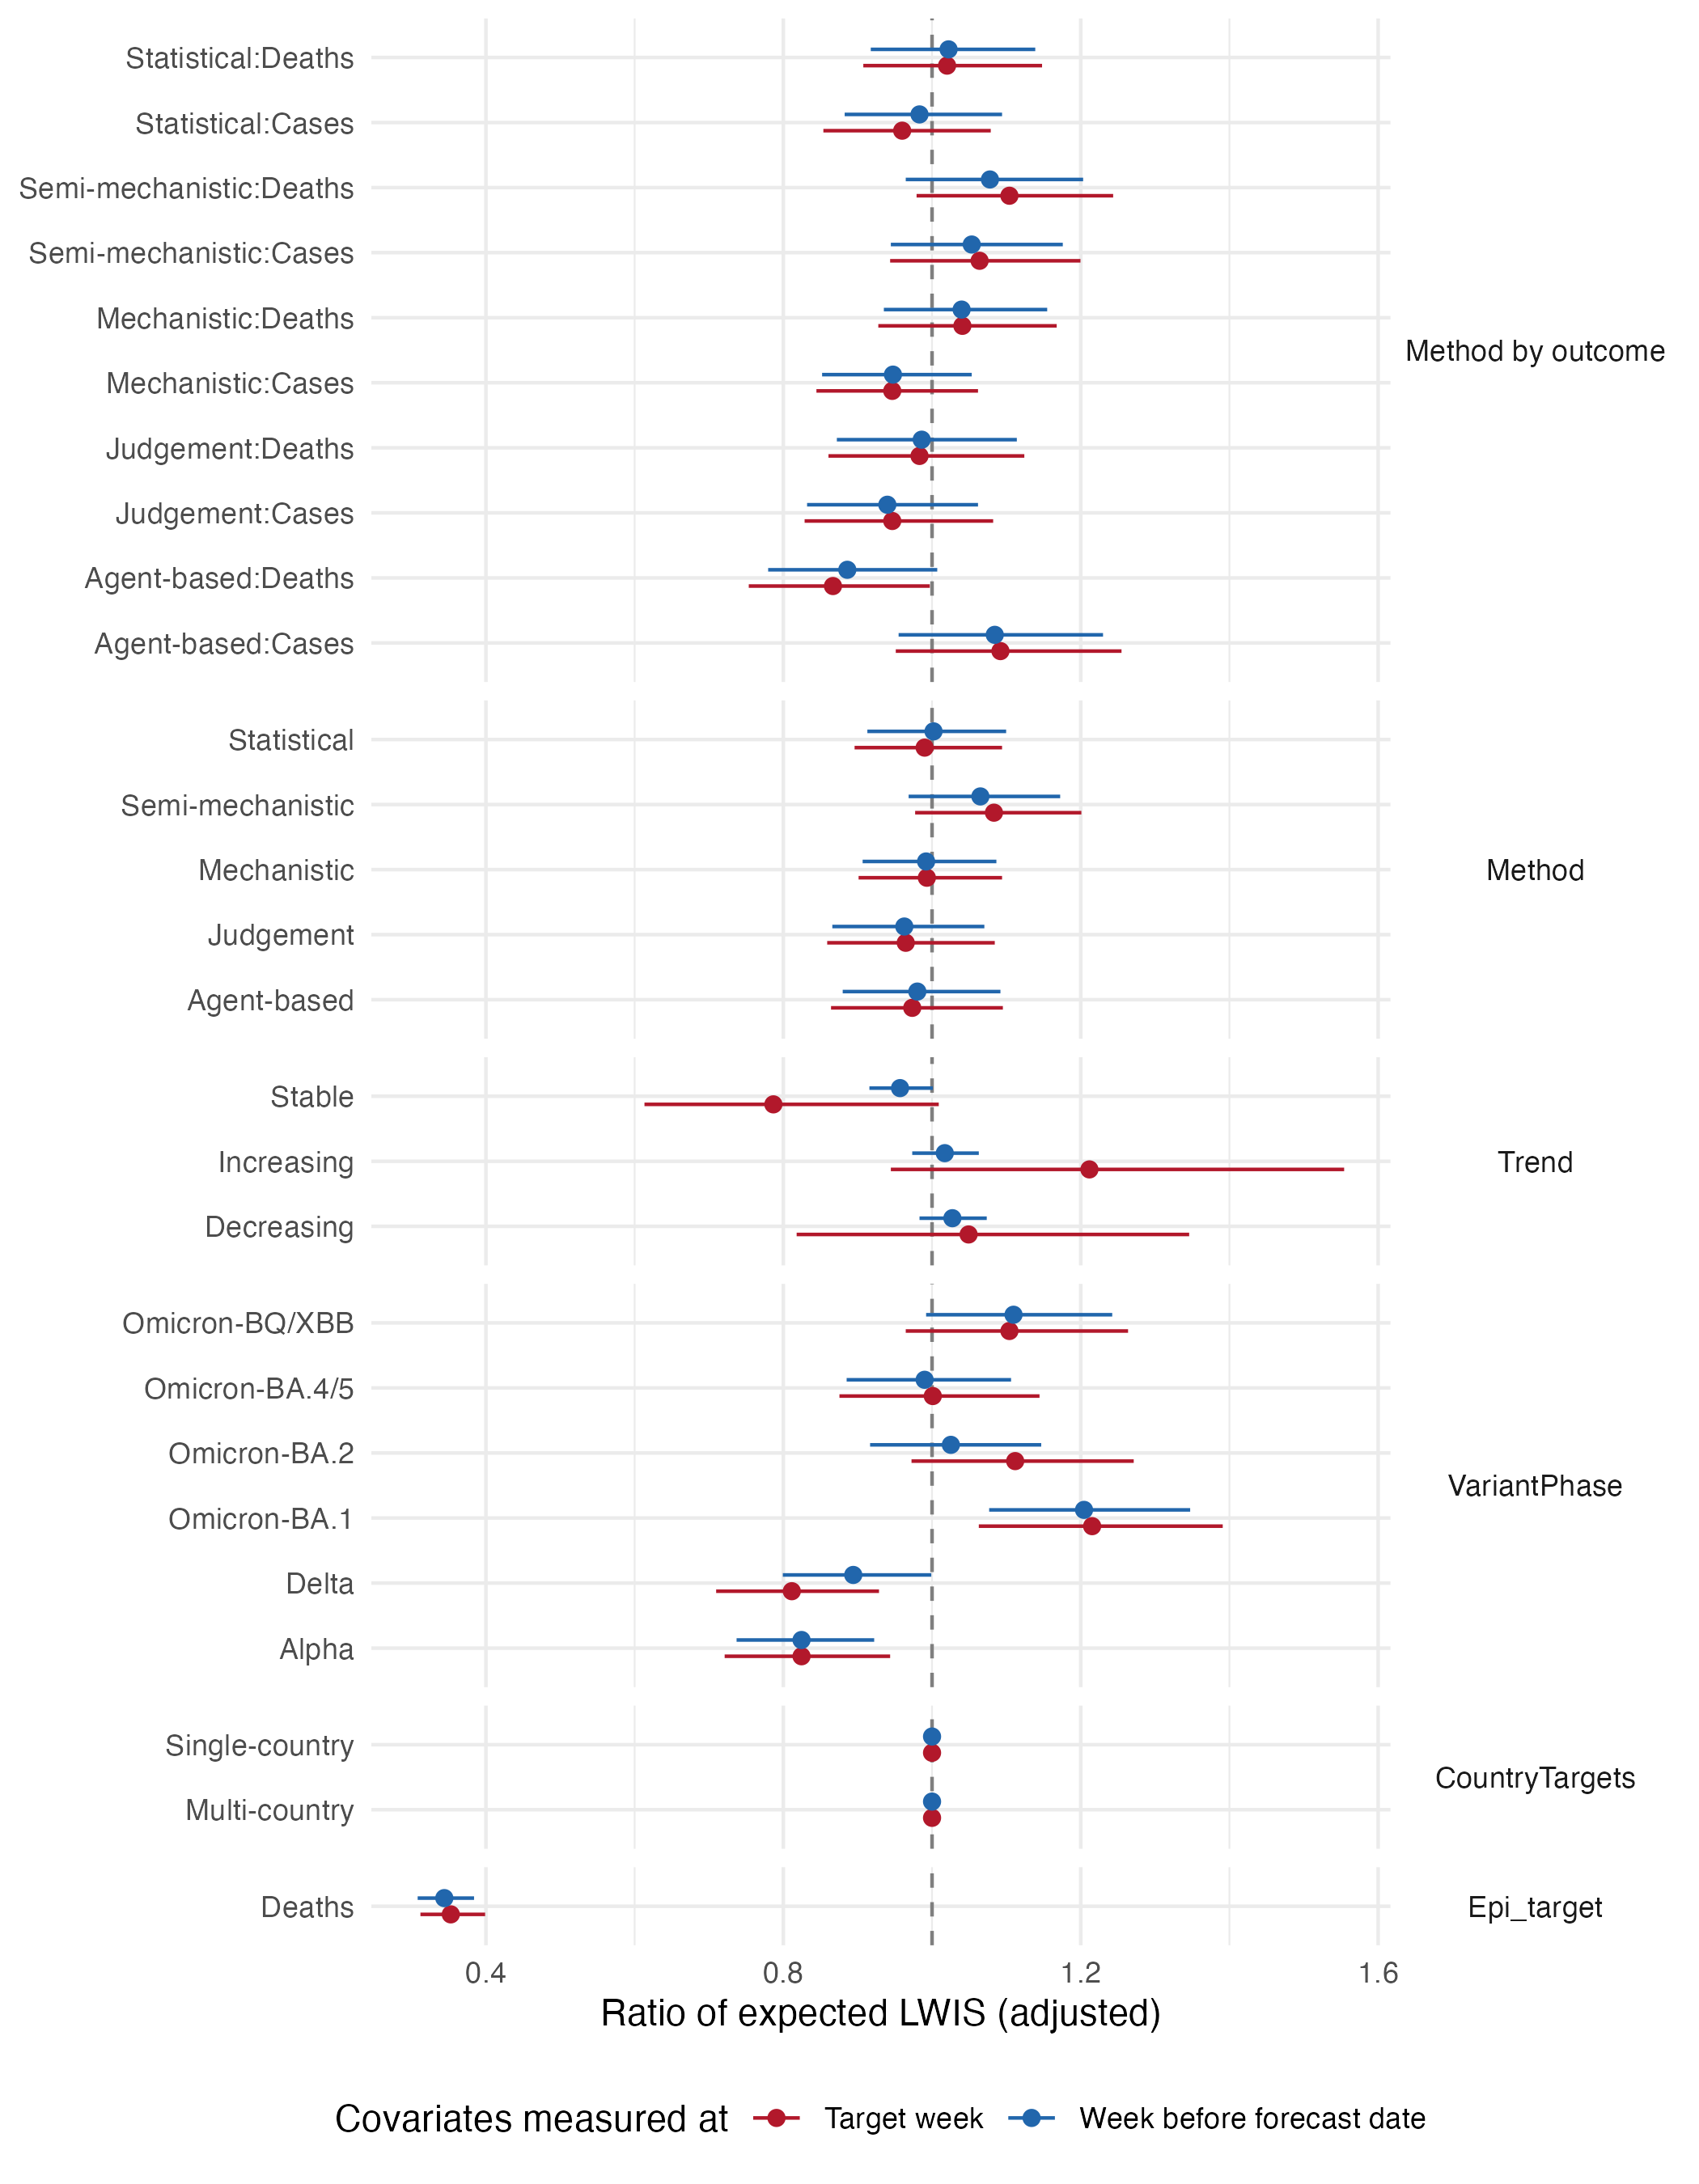 Statistical:Deaths
Statistical:Cases
Semi-mechanistic:Deaths
Semi-mechanistic:Cases
Mechanistic:Deaths
Mechanistic:Cases
Judgement:Deaths
Judgement:Cases
Agent-based:Deaths
Agent-based:Cases
Method by outcome
Statistical
Semi-mechanistic
Mechanistic
Judgement
Agent-based
Method
Stable
Increasing
Decreasing
Trend
Omicron-BQ/XBB
Omicron-BA.4/5
Omicron-BA.2
Omicron-BA.1
Delta
Alpha
VariantPhase
Single-country
Multi-country
CountryTargets
Deaths
Epi_target
0.4 0.8 1.2 1.6
Ratio of expected LWIS (adjusted)
Covariates measured at Target week Week before forecast date